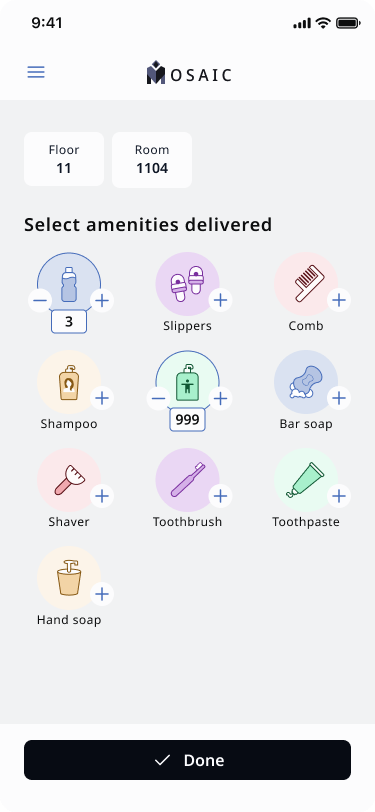 9:41
MOSAIC
Floor
11
Room
1104
Select amenities delivered
3
Slippers
Comb
Shampoo
999
Bar soap
Shaver
Toothbrush
Toothpaste
Hand soap
Done